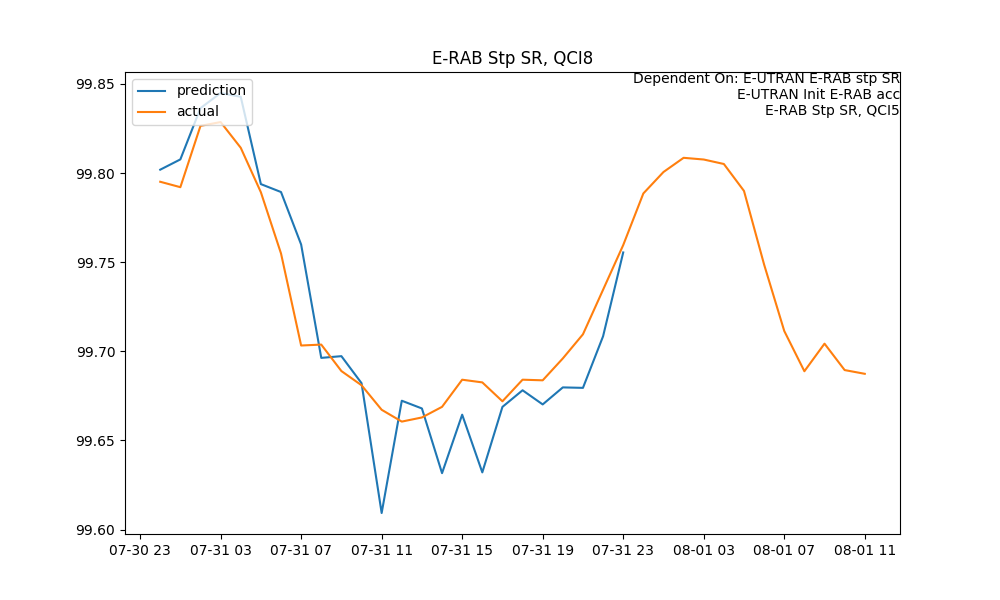 E-RAB Stp SR, QCI8
99.85
99.80
99.75
99.70
99.65
99.60
prediction
actual
Dependent On: E-UTRAN E-RAB stp SR
E-UTRAN Init E-RAB acc
E-RAB Stp SR, QCI5
07-30 23
07-31 03
07-31 07
07-31 11
07-31 15
07-31 19
07-31 23
08-01 03
08-01 07
08-01 11